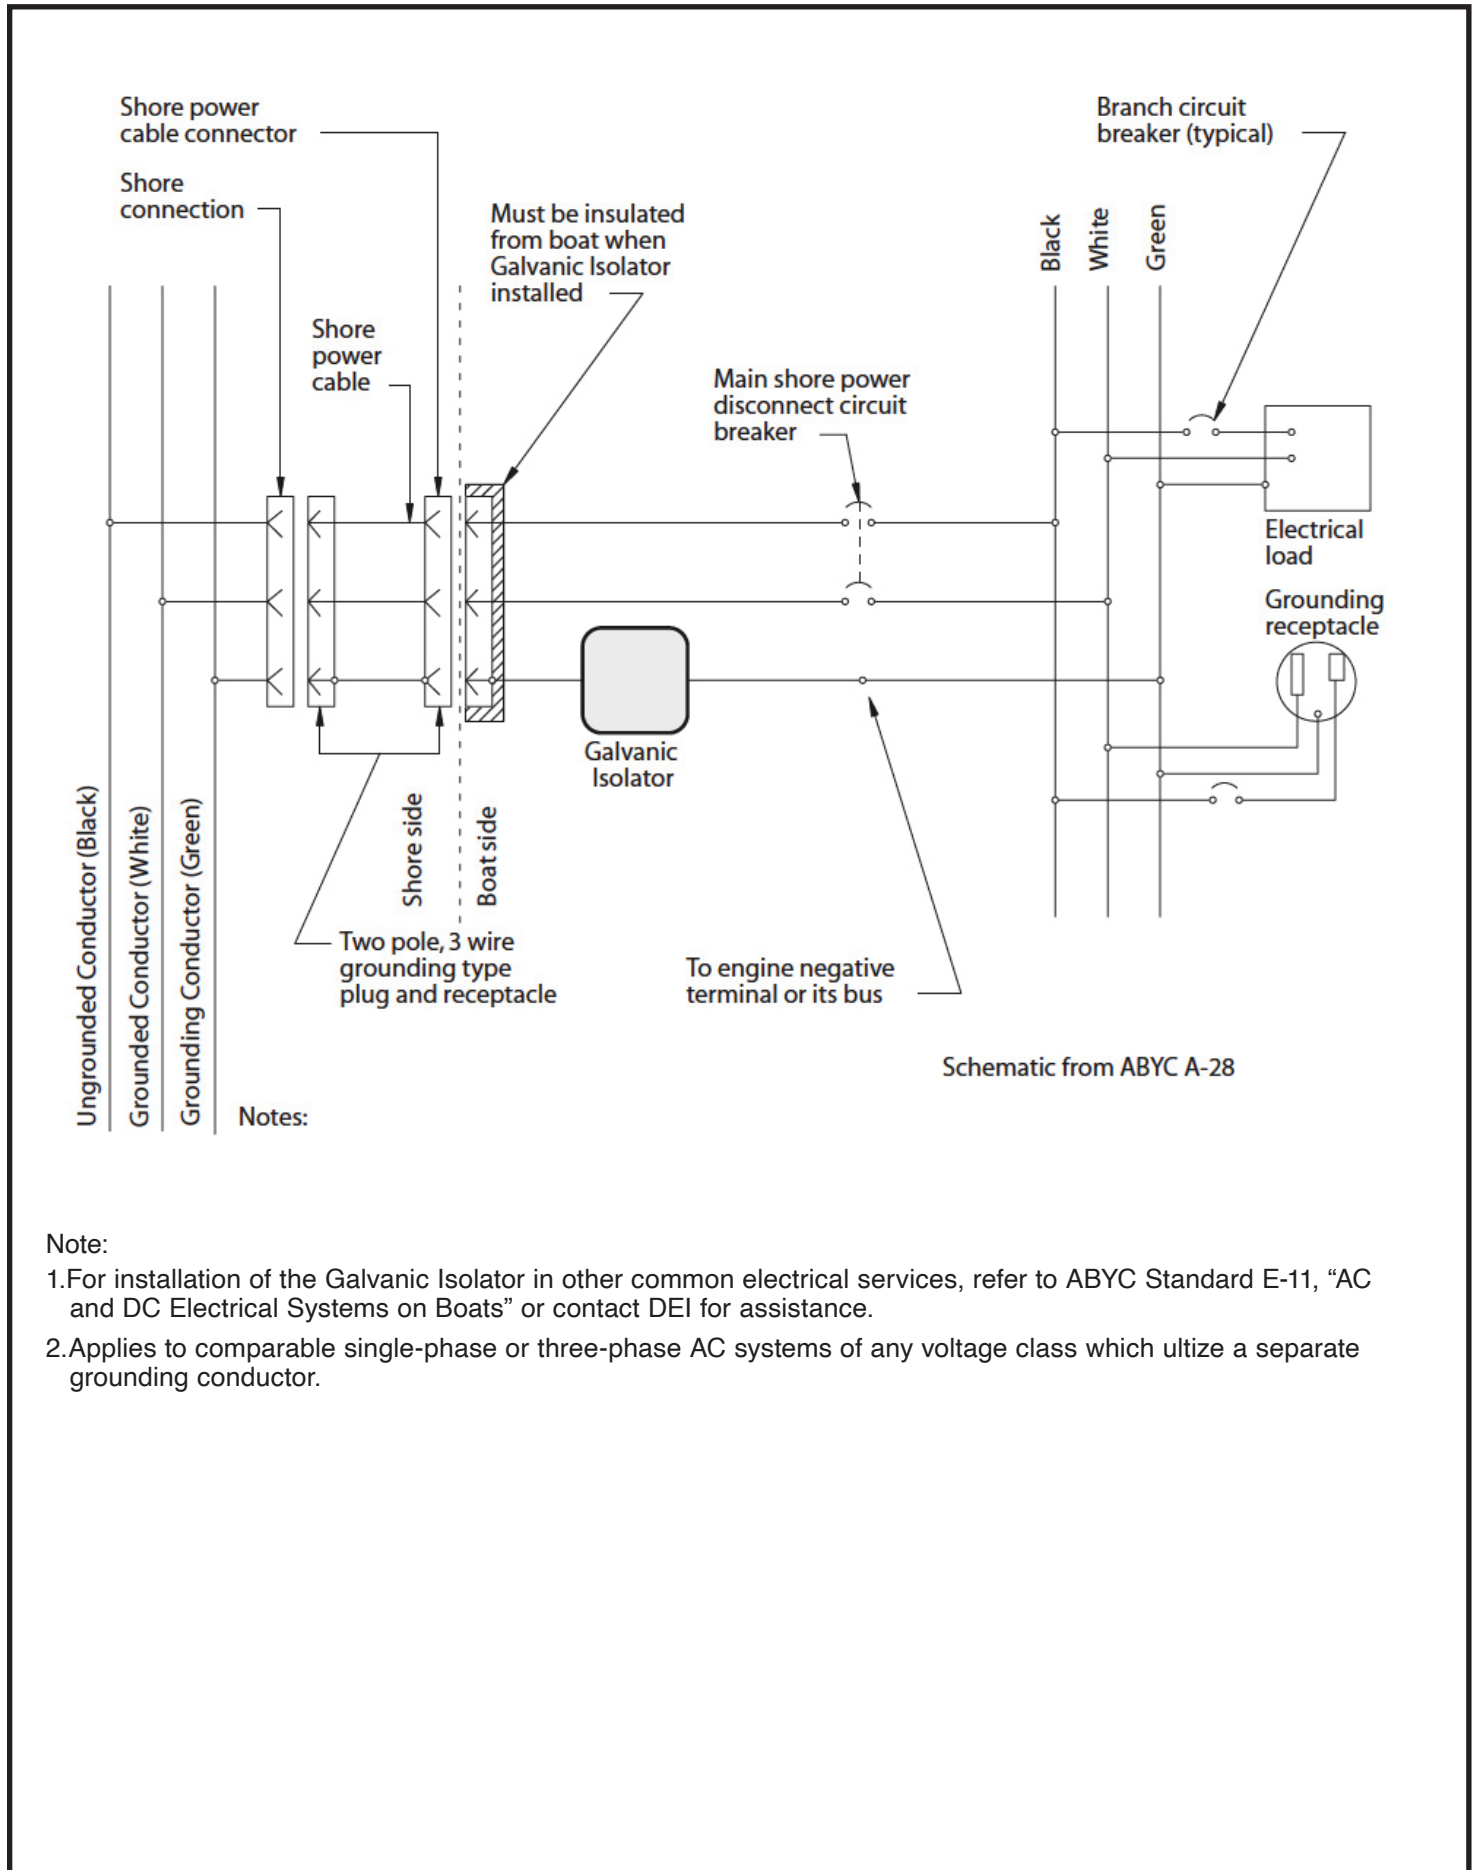 Shore power
cable connector
Branch circuit
breaker (typical)
Shore
connection
Must be insulated
from boat when
Galvanic Isolator
installed
Black
White
Green
Shore
power
cable
Main shore power
disconnect circuit
breaker
Electrical
load
Grounding
receptacle
Galvanic
Isolator
Ungrounded Conductor (Black)
Grounded Conductor (White)
Grounding Conductor (Green)
Shore side
Boat side
Two pole, 3 wire
grounding type
plug and receptacle
To engine negative
terminal or its bus
Schematic from ABYC A-28
Notes:
Note:
1.For installation of the Galvanic Isolator in other common electrical services, refer to ABYC Standard E-11, “AC
and DC Electrical Systems on Boats” or contact DEI for assistance.
2.Applies to comparable single-phase or three-phase AC systems of any voltage class which ultize a separate
grounding conductor.